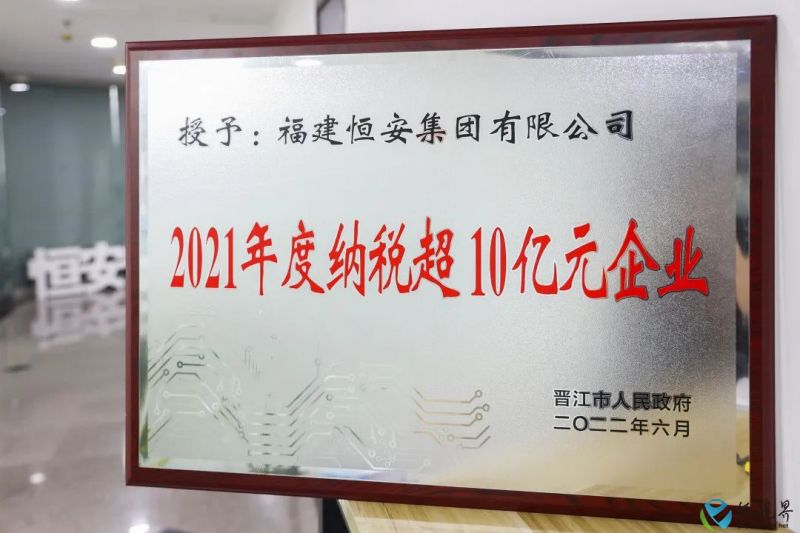 授予：福建恒安集团有限公司
2021年度纳税超10亿元企业
晋江市人民政府
二〇二二年六月
恒安